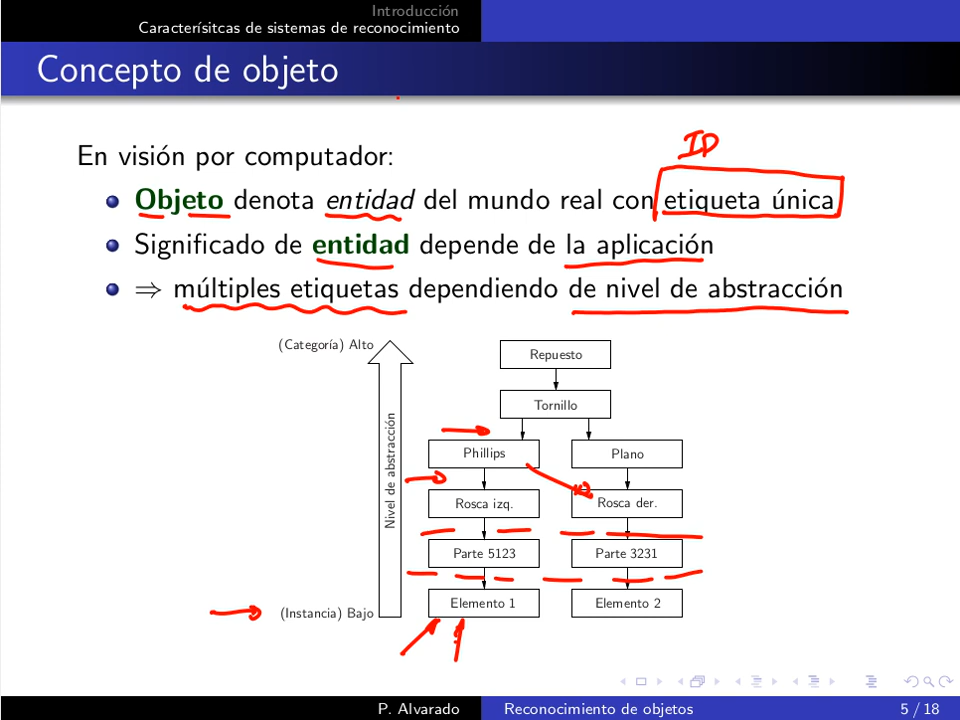 Introducción
Caracterísitcas de sistemas de reconocimiento
Concepto de objeto
ID
En visión por computador:
Objeto denota entidad del mundo real con etiqueta única
Significado de entidad depende de la aplicación
⇒ múltiples etiquetas dependiendo de nivel de abstracción
(Categoría) Alto
Nivel de abstracción
(Instancia) Bajo
Repuesto
Tornillo
Phillips Plano
Rosca izq. Rosca der.
Parte 5123 Parte 3231
Elemento 1 Elemento 2
P. Alvarado Reconocimiento de objetos 5 / 18